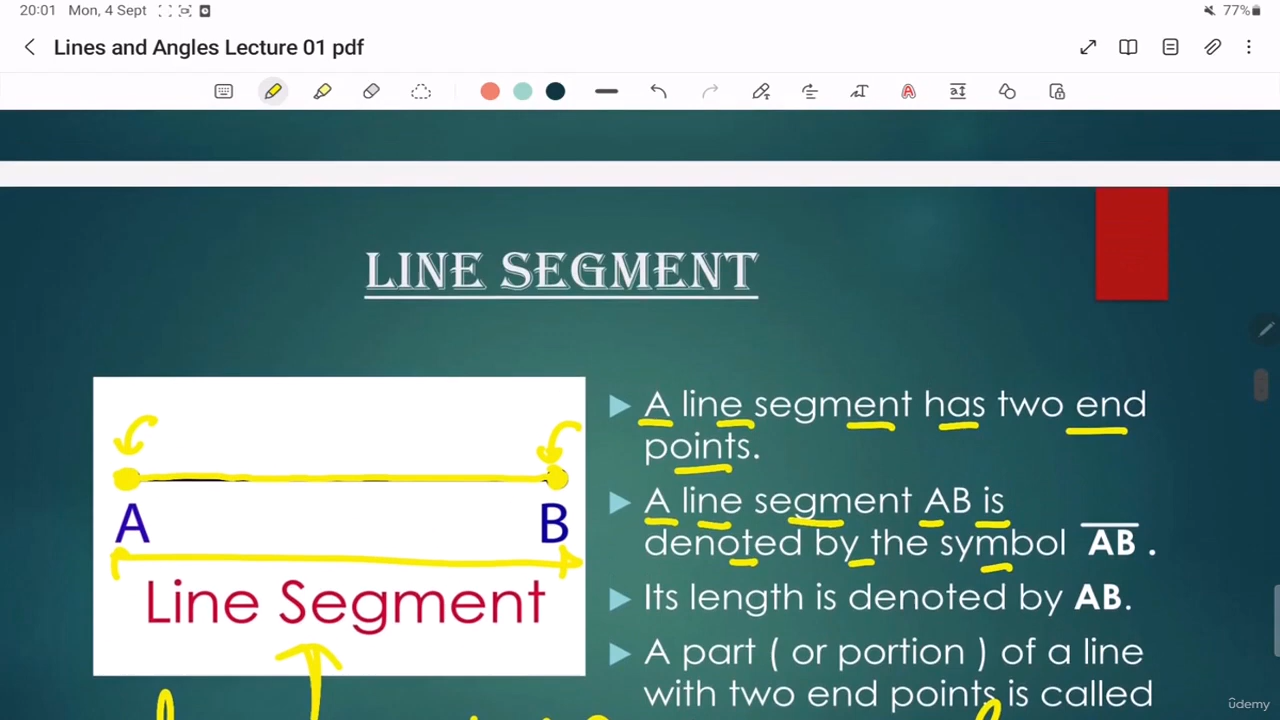 20:01 Mon, 4 Sept
77%
Lines and Angles Lecture 01 pdf
LINE SEGMENT
A line segment has two end
points.
A line segment AB is
denoted by the symbol A̅B̅ .
Its length is denoted by AB.
A part ( or portion ) of a line
with two end points is called
A B
Line Segment
ûdemy